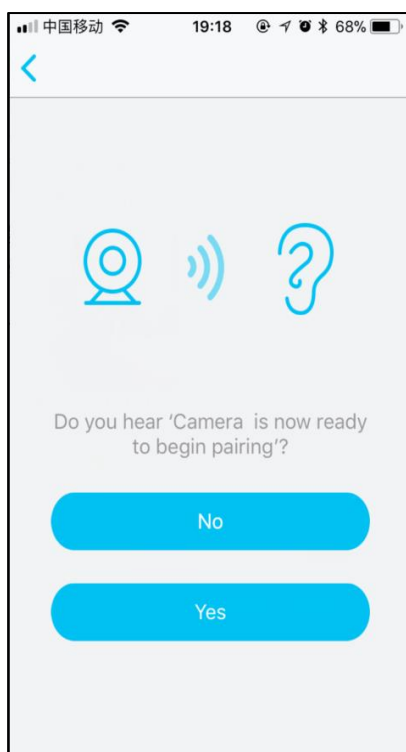 中国移动 19:18 68%
Do you hear 'Camera is now ready
to begin pairing'?
No
Yes